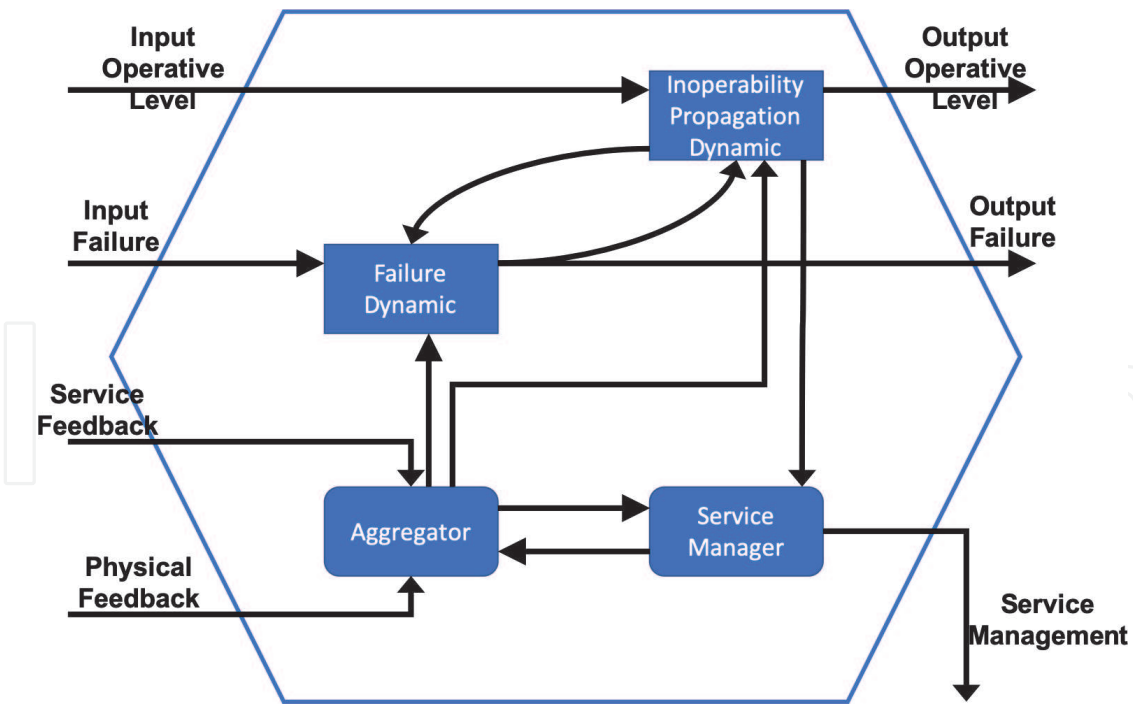 Input
Operative
Level
Output
Operative
Level
Inoperability
Propagation
Dynamic
Input
Failure
Output
Failure
Failure
Dynamic
Service
Feedback
Aggregator
Service
Manager
Physical
Feedback
Service
Management